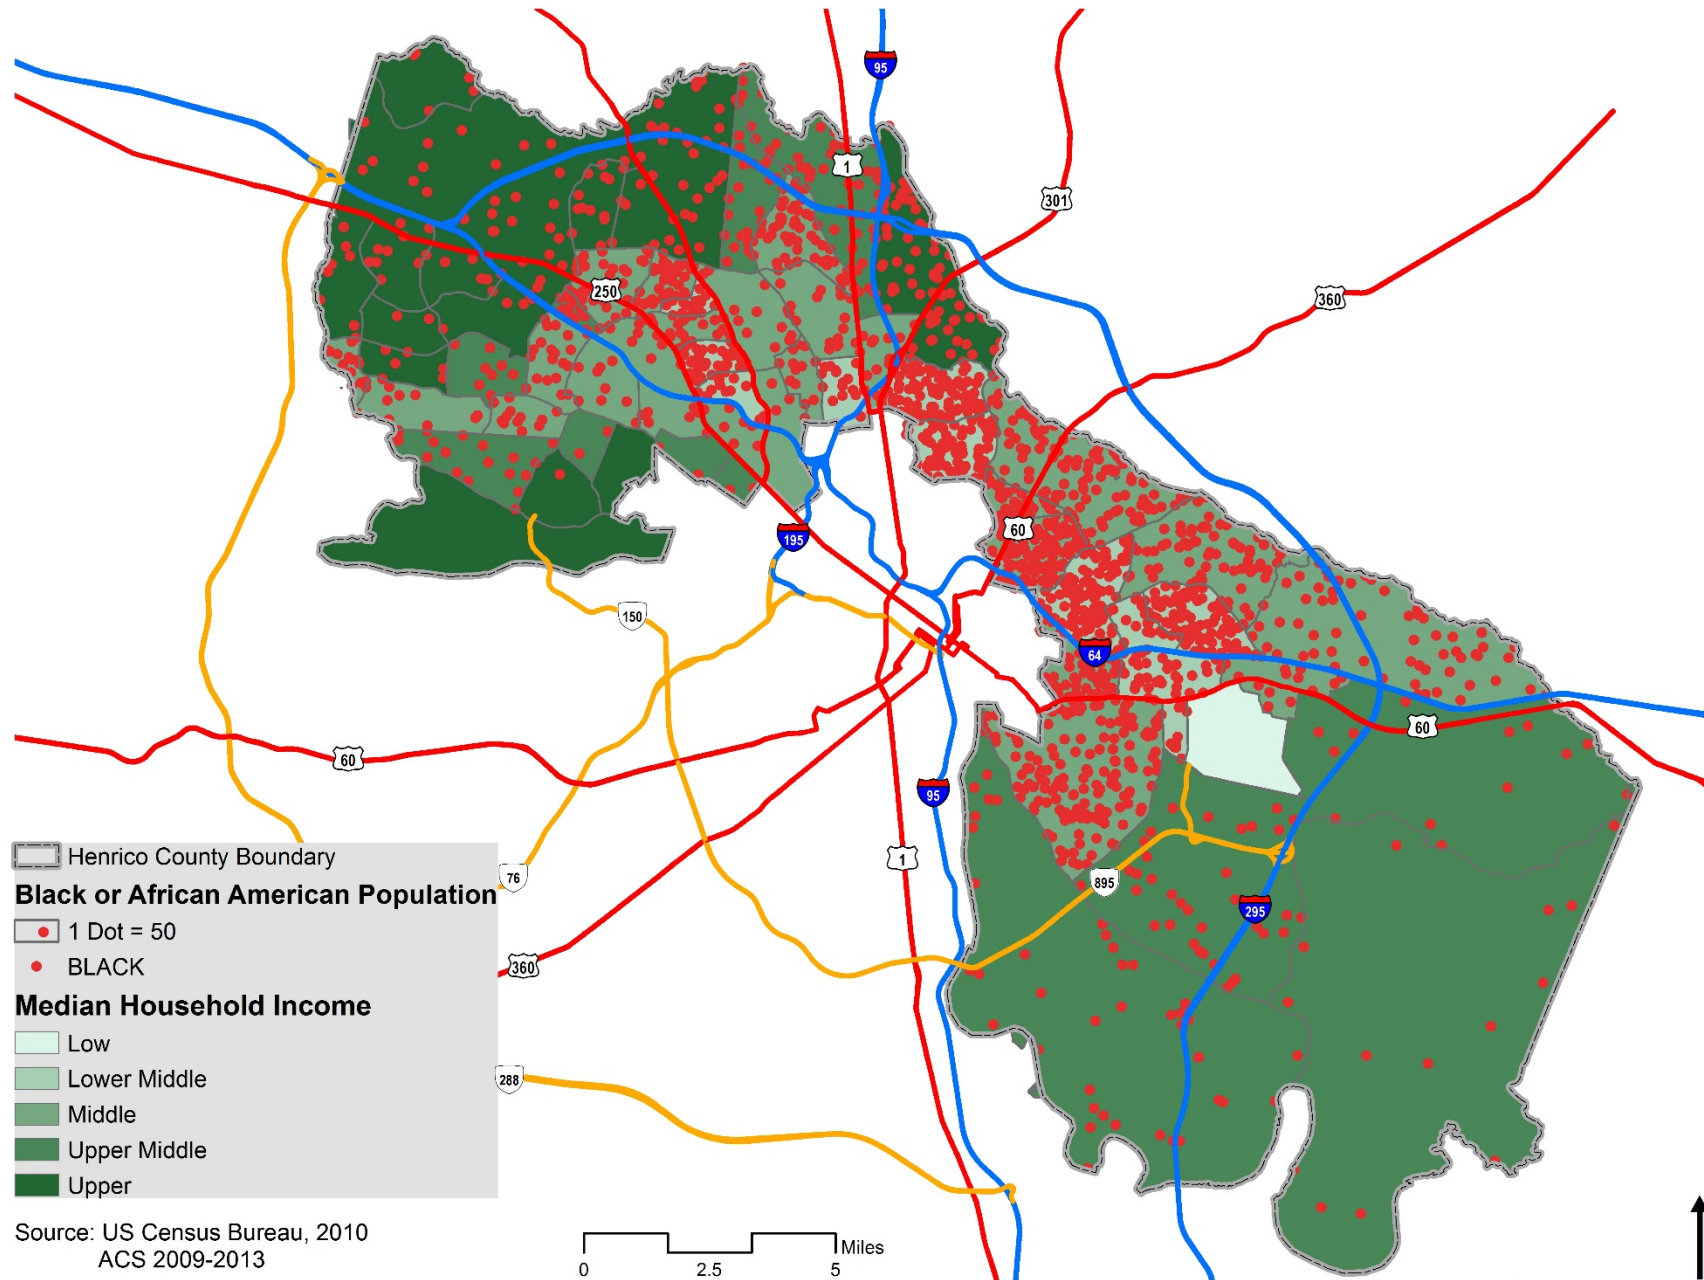 95
1
301
360
250
60
195
150
64
60
60
95
1
76
895
295
360
288
Henrico County Boundary
Black or African American Population
1 Dot = 50
BLACK
Median Household Income
Low
Lower Middle
Middle
Upper Middle
Upper
Source: US Census Bureau, 2010
ACS 2009-2013
Miles
0 2.5 5